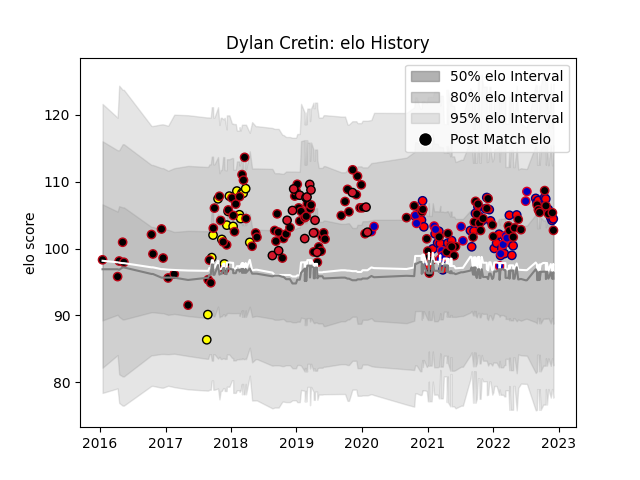 Dylan Cretin: elo History
50% elo Interval
80% elo Interval
95% elo Interval
Post Match elo
elo score
120
110
100
90
80
2016 2017 2018 2019 2020 2021 2022 2023